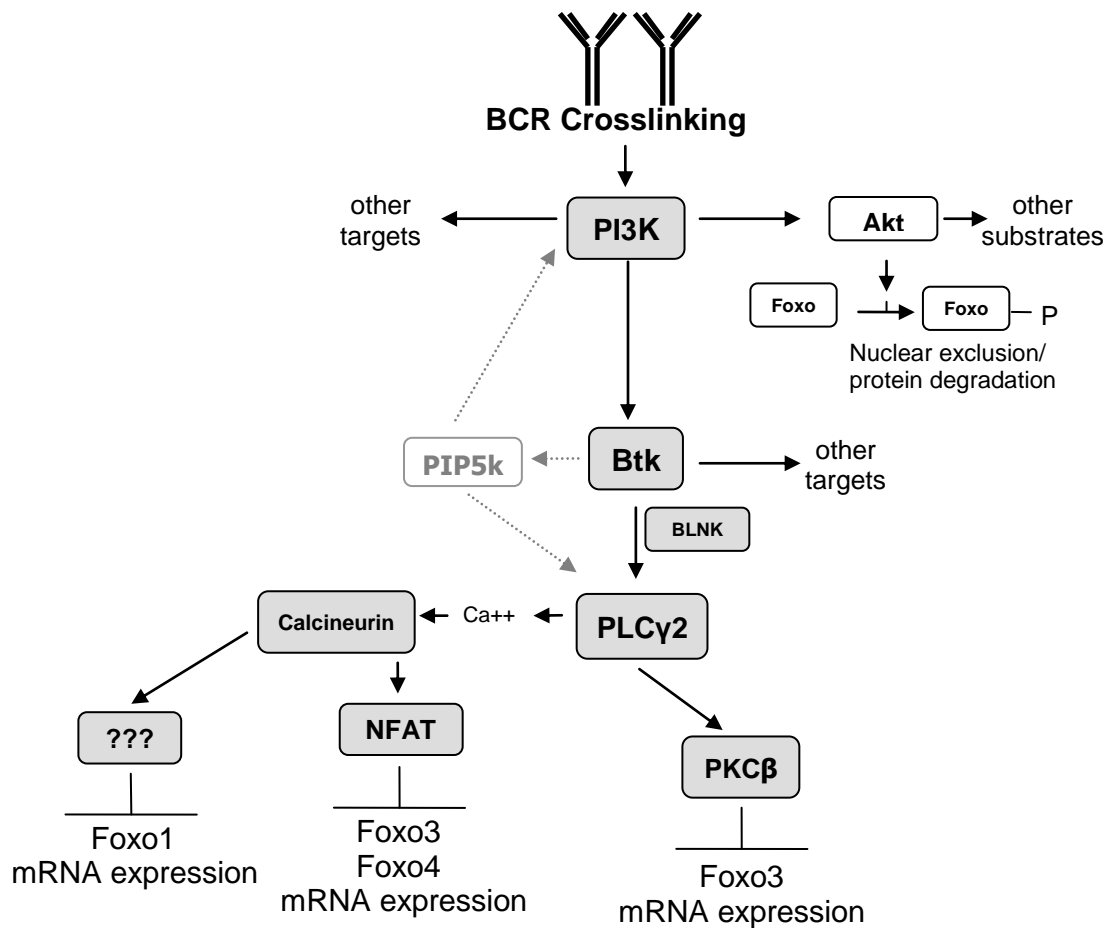 BCR Crosslinking
other
targets
PI3K
Akt
other
substrates
Foxo
Foxo
P
Nuclear exclusion/
protein degradation
PIP5k
Btk
other
targets
BLNK
Calcineurin
Ca++
PLCγ2
???
NFAT
PKCβ
Foxo1
mRNA expression
Foxo3
Foxo4
mRNA expression
Foxo3
mRNA expression